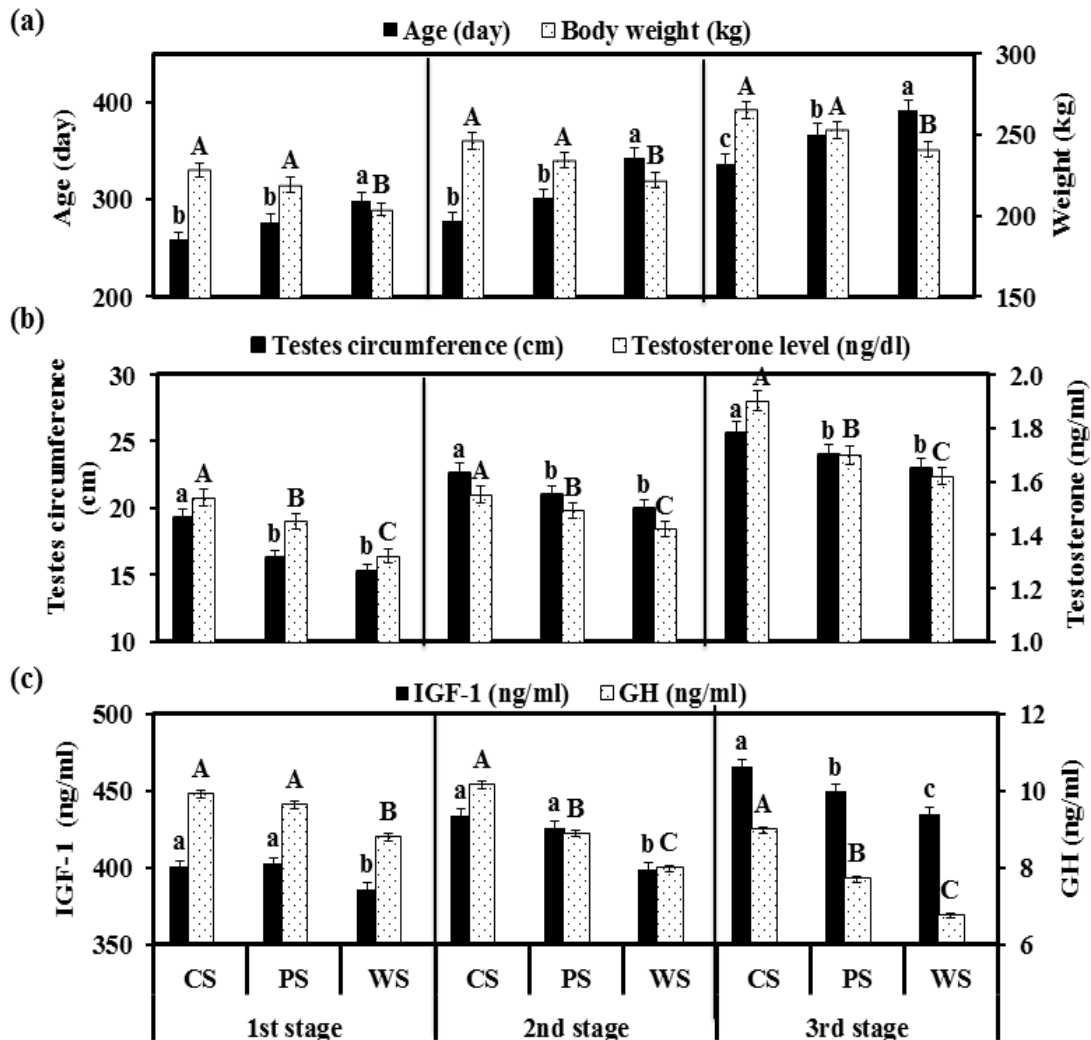 (a)
Age (day) Body weight (kg)
Age (day)
400
300
200
b A b A a B
b A b A a B
c A b A a B
300
250
200
150
Weight (kg)
(b)
Testes circumference (cm) Testosterone level (ng/dl)
Testes circumference (cm)
30
25
20
15
10
a A b B b C
a A b B b C
a A b B b C
2.0
1.8
1.6
1.4
1.2
1.0
Testosterone (ng/ml)
(c)
IGF-1 (ng/ml) GH (ng/ml)
IGF-1 (ng/ml)
500
450
400
350
a A a A b B
a A a B b C
a A b B c C
12
10
8
6
GH (ng/ml)
CS PS WS CS PS WS CS PS WS
1st stage 2nd stage 3rd stage